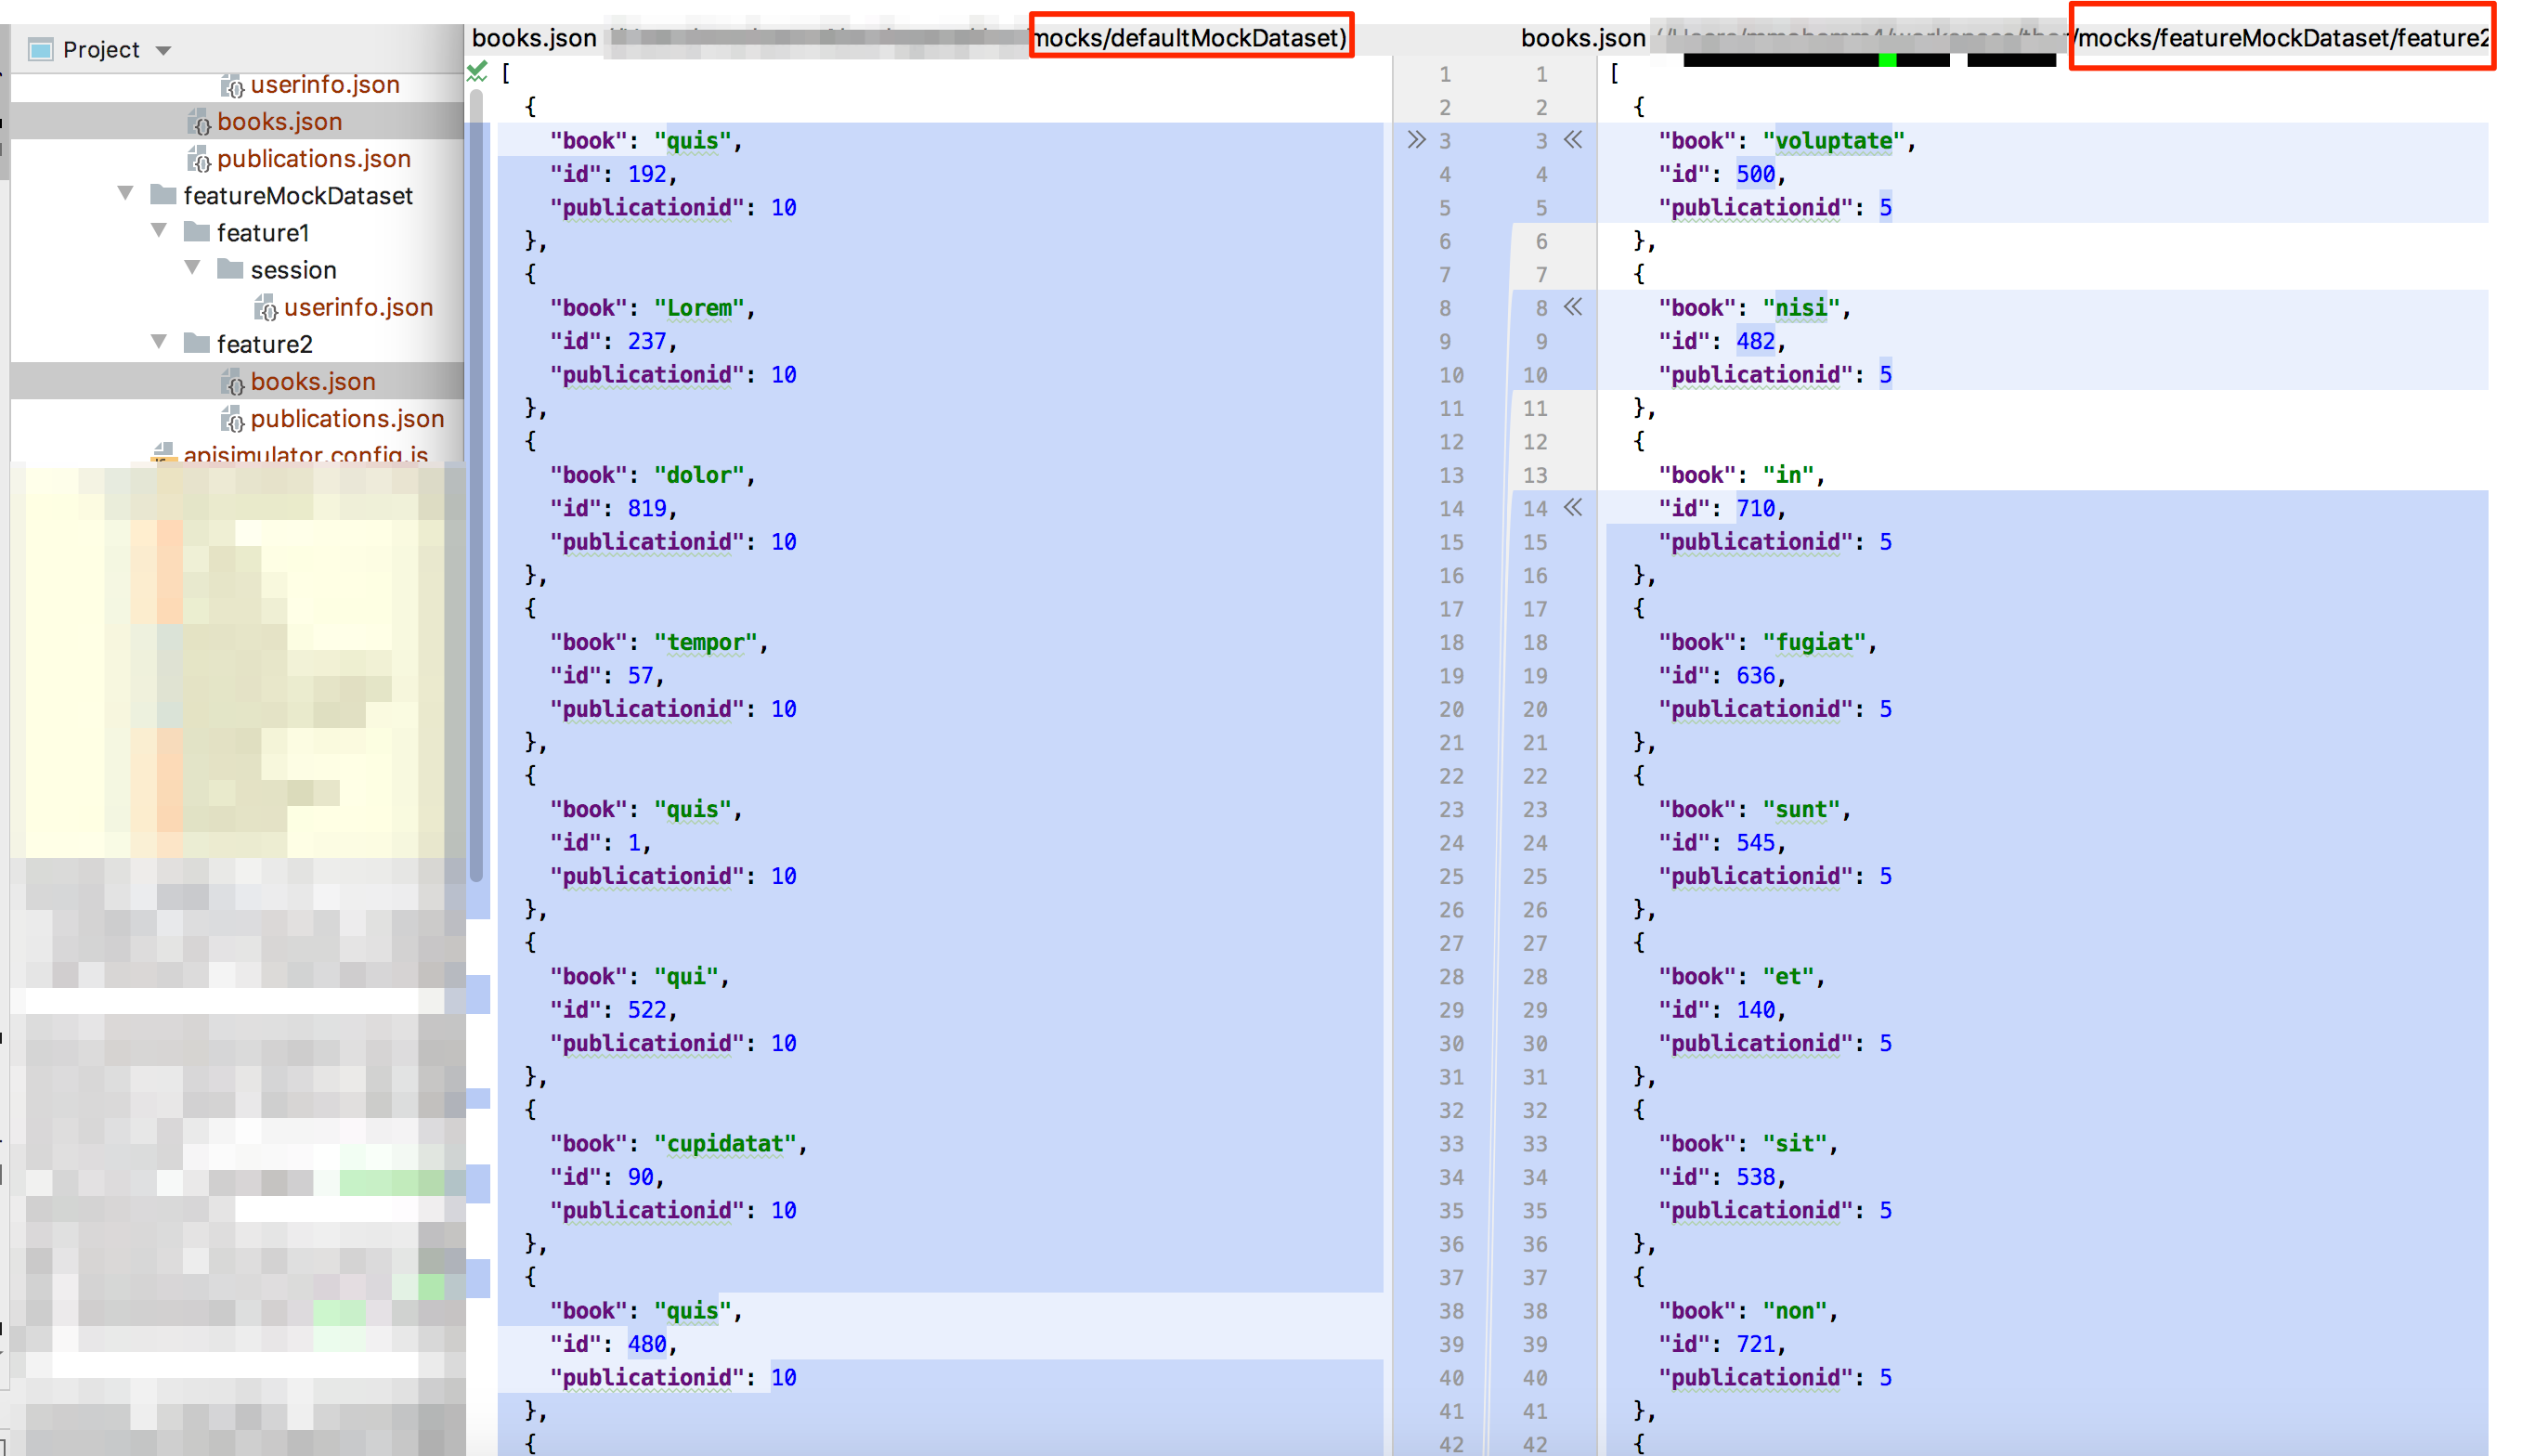 Project
userinfo.json
books.json
publications.json
featureMockDataset
feature1
session
userinfo.json
feature2
books.json
publications.json
apisimulator.config.js
books.json mocks/defaultMockDataset)
[
{
"book": "quis",
"id": 192,
"publicationid": 10
},
{
"book": "Lorem",
"id": 237,
"publicationid": 10
},
{
"book": "dolor",
"id": 819,
"publicationid": 10
},
{
"book": "tempor",
"id": 57,
"publicationid": 10
},
{
"book": "quis",
"id": 1,
"publicationid": 10
},
{
"book": "qui",
"id": 522,
"publicationid": 10
},
{
"book": "cupidatat",
"id": 90,
"publicationid": 10
},
{
"book": "quis",
"id": 480,
"publicationid": 10
},
{
1 1
2 2
3 3
4 4
5 5
6 6
7 7
8 8
9 9
10 10
11 11
12 12
13 13
14 14
15 15
16 16
17 17
18 18
19 19
20 20
21 21
22 22
23 23
24 24
25 25
26 26
27 27
28 28
29 29
30 30
31 31
32 32
33 33
34 34
35 35
36 36
37 37
38 38
39 39
40 40
41 41
42 42
books.json /mocks/featureMockDataset/feature2
[
{
"book": "voluptate",
"id": 500,
"publicationid": 5
},
{
"book": "nisi",
"id": 482,
"publicationid": 5
},
{
"book": "in",
"id": 710,
"publicationid": 5
},
{
"book": "fugiat",
"id": 636,
"publicationid": 5
},
{
"book": "sunt",
"id": 545,
"publicationid": 5
},
{
"book": "et",
"id": 140,
"publicationid": 5
},
{
"book": "sit",
"id": 538,
"publicationid": 5
},
{
"book": "non",
"id": 721,
"publicationid": 5
},
{